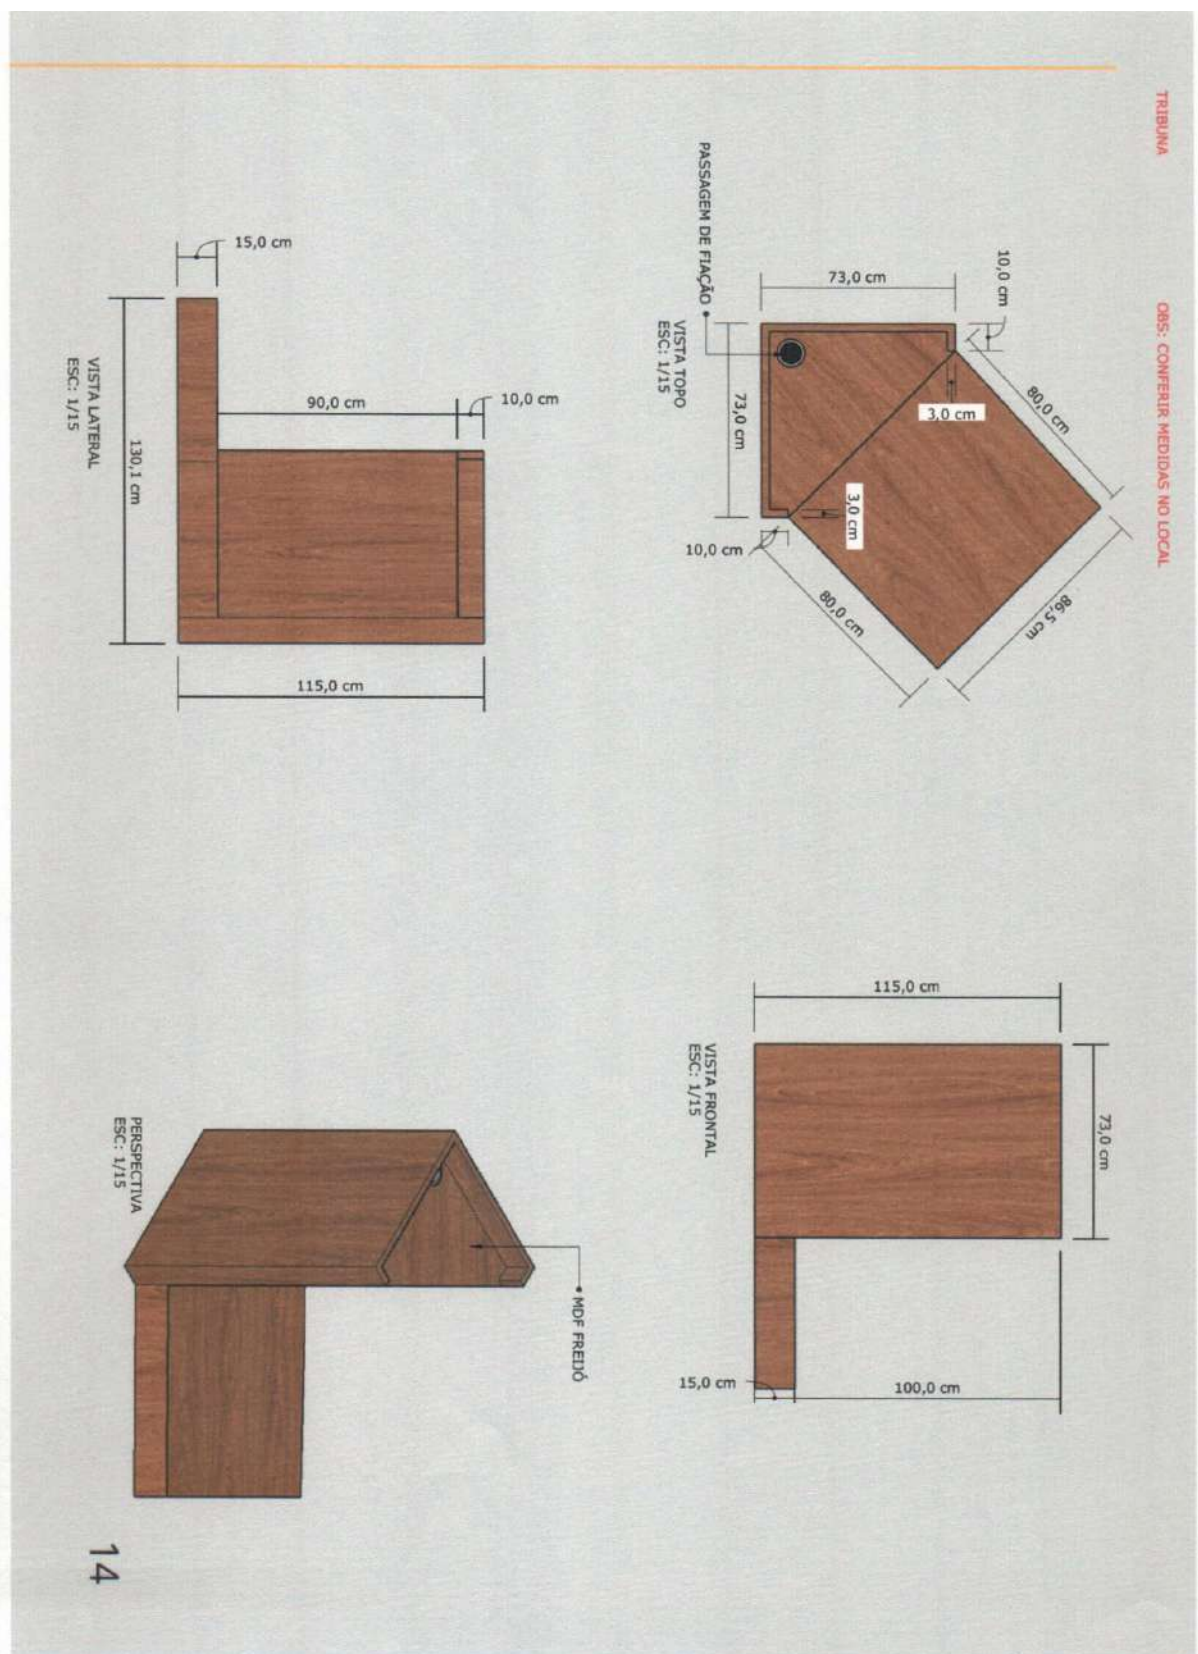 TRIBUNA
OBS: CONFERIR MEDIDAS NO LOCAL
PASSAGEM DE FIAÇÃO
73,0 cm
10,0 cm
80,0 cm
3,0 cm
73,0 cm
3,0 cm
10,0 cm
80,0 cm
86,5 cm
VISTA TOPO
ESC: 1/15
115,0 cm
73,0 cm
15,0 cm
100,0 cm
VISTA FRONTAL
ESC: 1/15
15,0 cm
90,0 cm
10,0 cm
130,1 cm
115,0 cm
VISTA LATERAL
ESC: 1/15
MDF FREIJÓ
PERSPECTIVA
ESC: 1/15
14